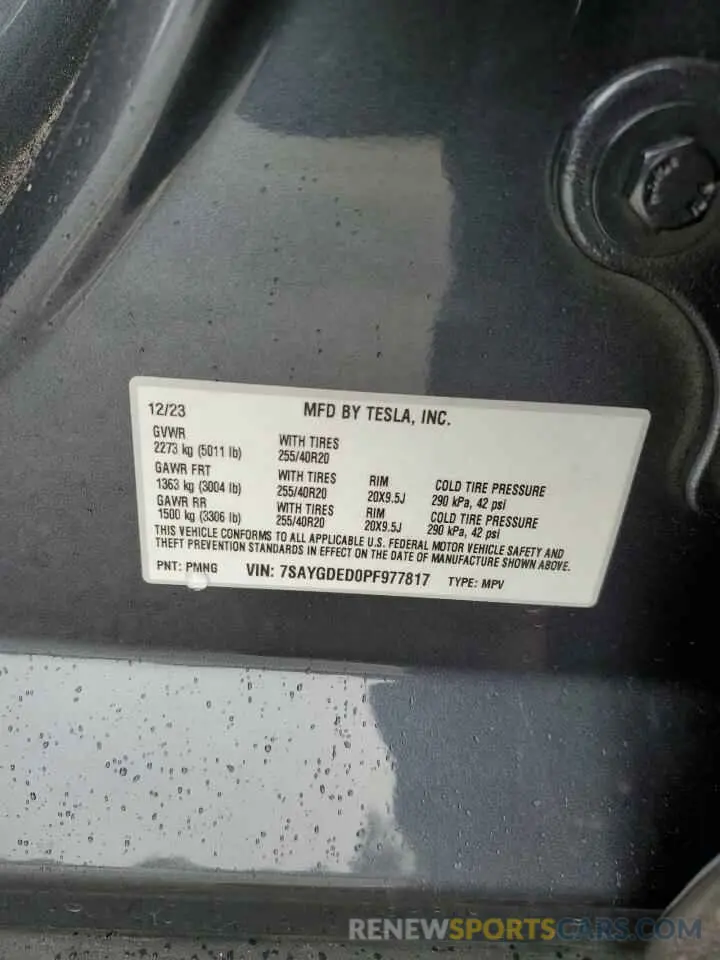 12/23 MFD BY TESLA, INC.
GVWR
2273 kg (5011 lb) WITH TIRES
255/40R20
GAWR FRT
1363 kg (3004 lb) WITH TIRES
255/40R20 RIM
20X9.5J COLD TIRE PRESSURE
290 kPa, 42 psi
GAWR RR
1500 kg (3306 lb) WITH TIRES
255/40R20 RIM
20X9.5J COLD TIRE PRESSURE
290 kPa, 42 psi
THIS VEHICLE CONFORMS TO ALL APPLICABLE U.S. FEDERAL MOTOR VEHICLE SAFETY AND
THEFT PREVENTION STANDARDS IN EFFECT ON THE DATE OF MANUFACTURE SHOWN ABOVE.
PNT: PMNG VIN: 7SAYGDED0PF977817 TYPE: MPV
RENEWSPORTSCARS.COM